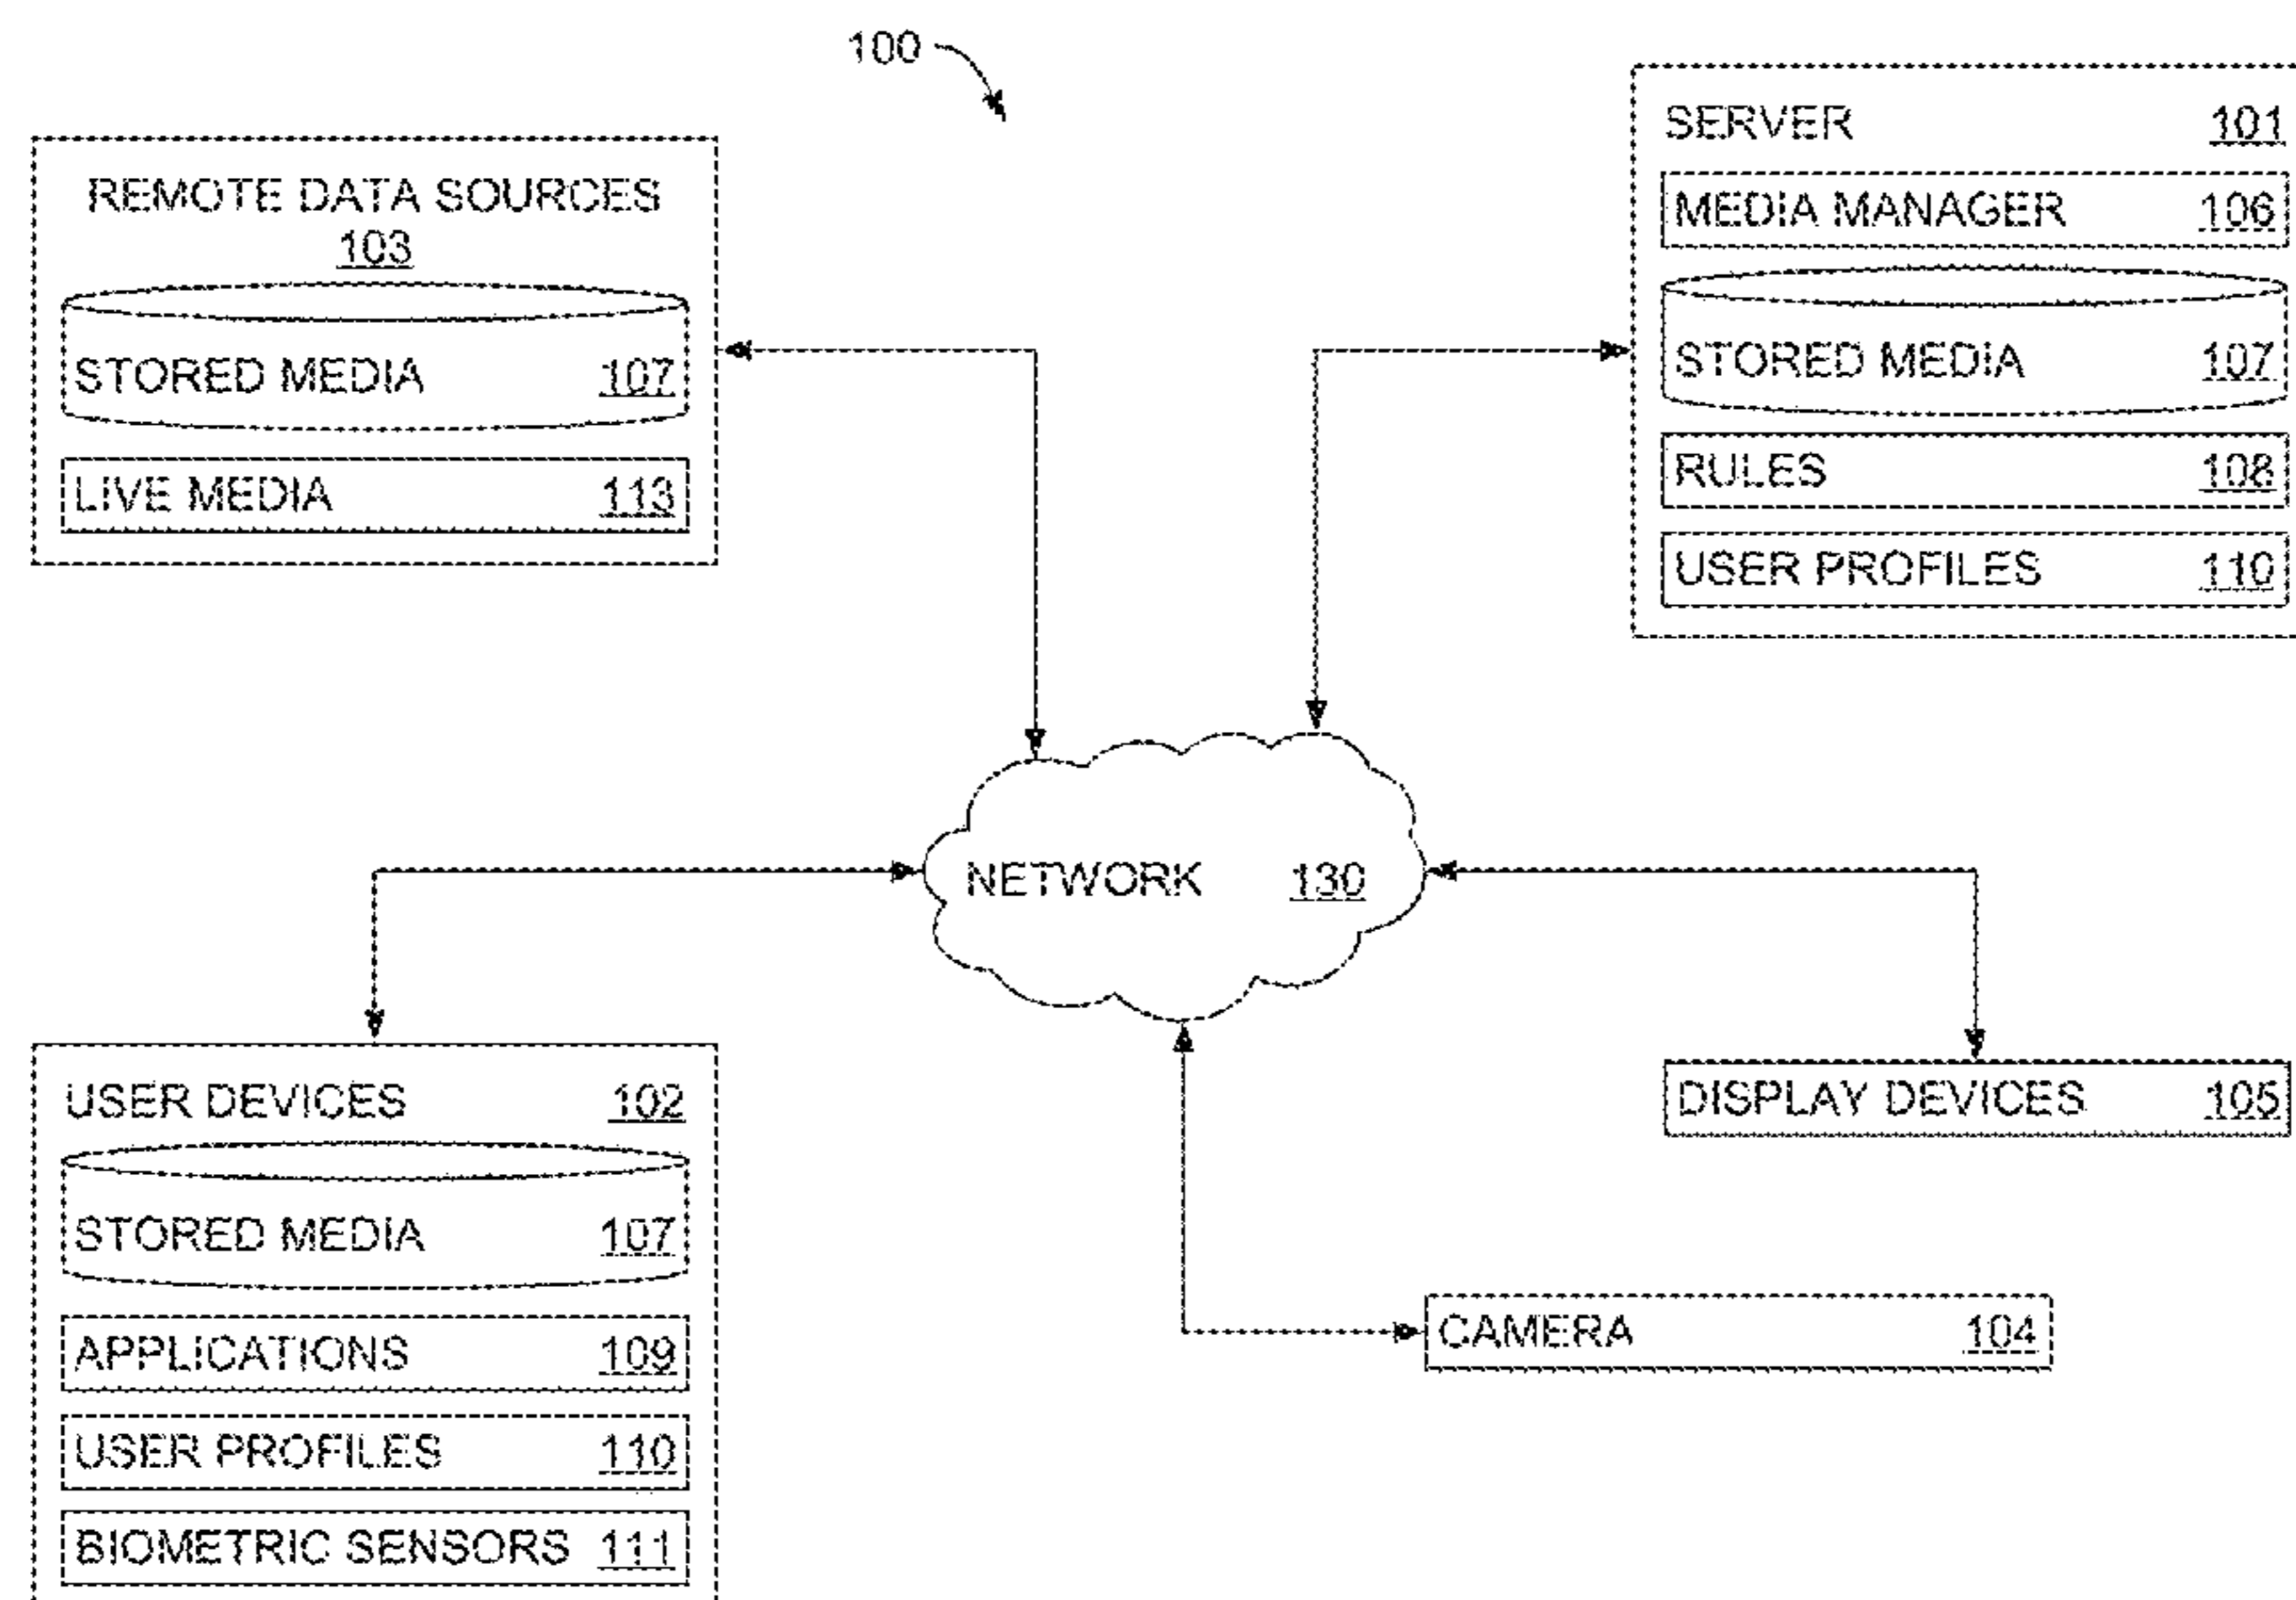 100
REMOTE DATA SOURCES
103
STORED MEDIA 107
LIVE MEDIA 113
SERVER 101
MEDIA MANAGER 106
STORED MEDIA 107
RULES 108
USER PROFILES 110
NETWORK 130
USER DEVICES 102
STORED MEDIA 107
APPLICATIONS 109
USER PROFILES 110
BIOMETRIC SENSORS 111
DISPLAY DEVICES 105
CAMERA 104